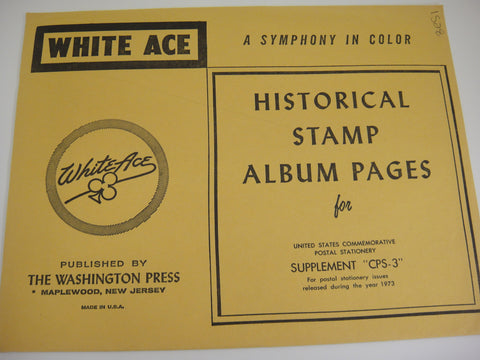 WHITE ACE
A SYMPHONY IN COLOR
1502
HISTORICAL
STAMP
ALBUM PAGES
for
UNITED STATES COMMEMORATIVE
POSTAL STATIONERY
SUPPLEMENT "CPS-3"
For postal stationery issues
released during the year 1973
White Ace
PUBLISHED BY
THE WASHINGTON PRESS
* MAPLEWOOD, NEW JERSEY
MADE IN U.S.A.